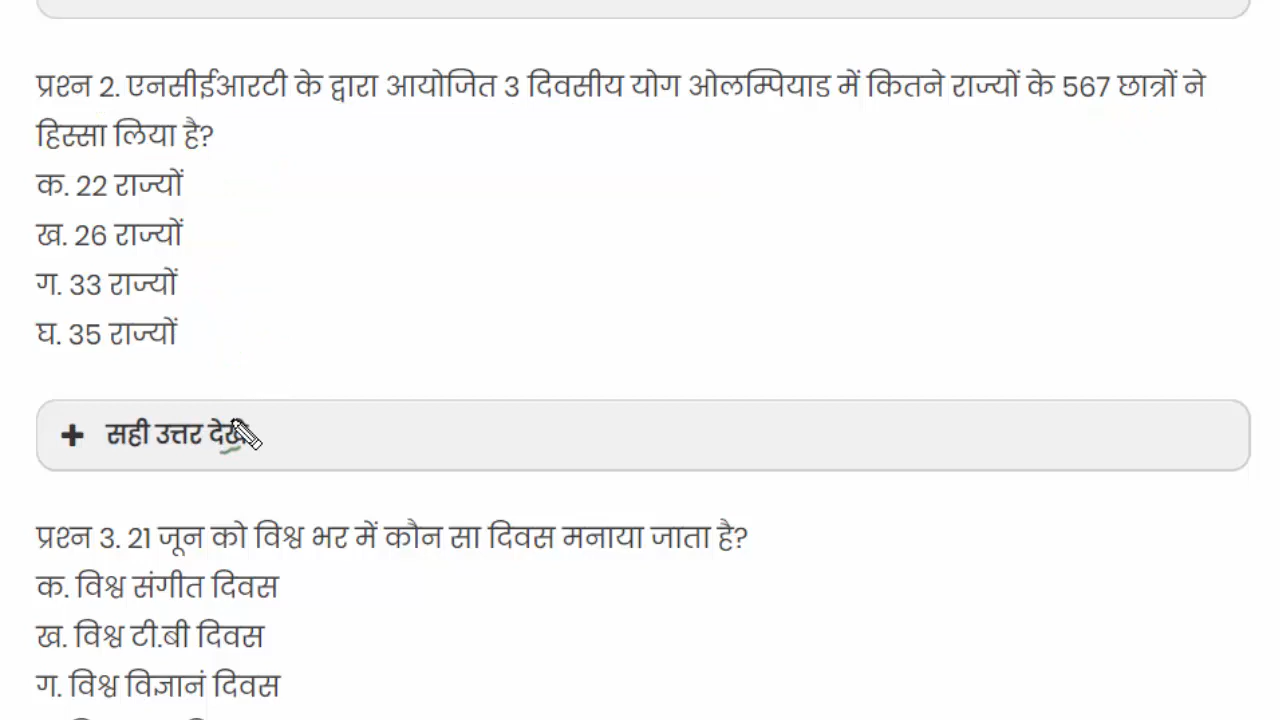 प्रश्न 2. एनसीईआरटी के द्वारा आयोजित 3 दिवसीय योग ओलम्पियाड में कितने राज्यों के 567 छात्रों ने
हिस्सा लिया है?
क. 22 राज्यों
ख. 26 राज्यों
ग. 33 राज्यों
घ. 35 राज्यों
सही उत्तर
प्रश्न 3. 21 जून को विश्व भर में कौन सा दिवस मनाया जाता है?
क. विश्व संगीत दिवस
ख. विश्व टी.बी दिवस
ग. विश्व विज्ञानं दिवस